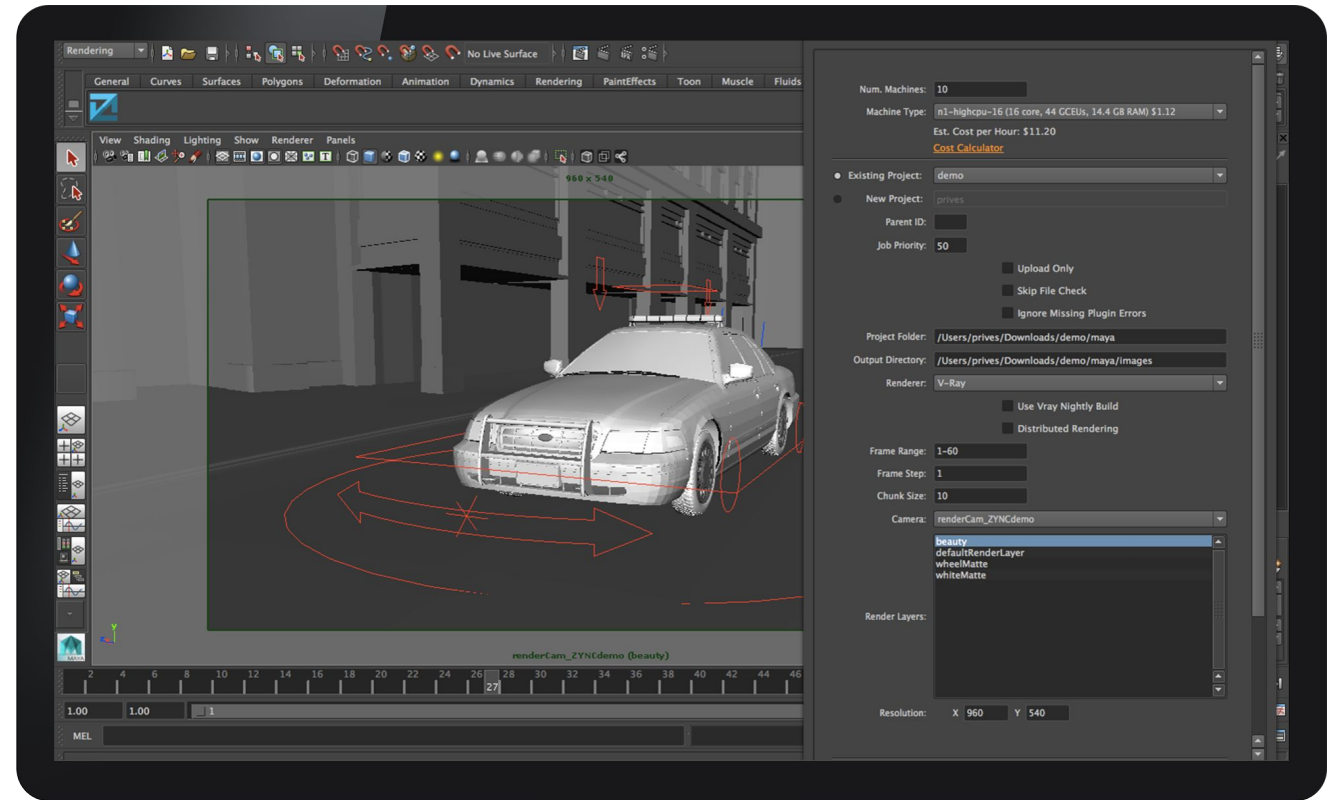 Rendering
No Live Surface
General Curves Surfaces Polygons Deformation Animation Dynamics Rendering PaintEffects Toon Muscle Fluids
View Shading Lighting Show Renderer Panels
960 x 540
renderCam_ZYNCdemo (beauty)
MAYA
2 4 6 8 10 12 14 16 18 20 22 24 26 28 30 32 34 36 38 40 42 44 46
27
1.00 1.00 1
MEL
Num. Machines: 10
Machine Type: n1-highcpu-16 (16 core, 44 GCEUs, 14.4 GB RAM) $1.12
Est. Cost per Hour: $11.20
Cost Calculator
Existing Project: demo
New Project: prives
Parent ID:
Job Priority: 50
Upload Only
Skip File Check
Ignore Missing Plugin Errors
Project Folder: /Users/prives/Downloads/demo/maya
Output Directory: /Users/prives/Downloads/demo/maya/images
Renderer: V-Ray
Use Vray Nightly Build
Distributed Rendering
Frame Range: 1-60
Frame Step: 1
Chunk Size: 10
Camera: renderCam_ZYNCdemo
beauty
defaultRenderLayer
wheelMatte
whiteMatte
Render Layers:
Resolution: X 960 Y 540